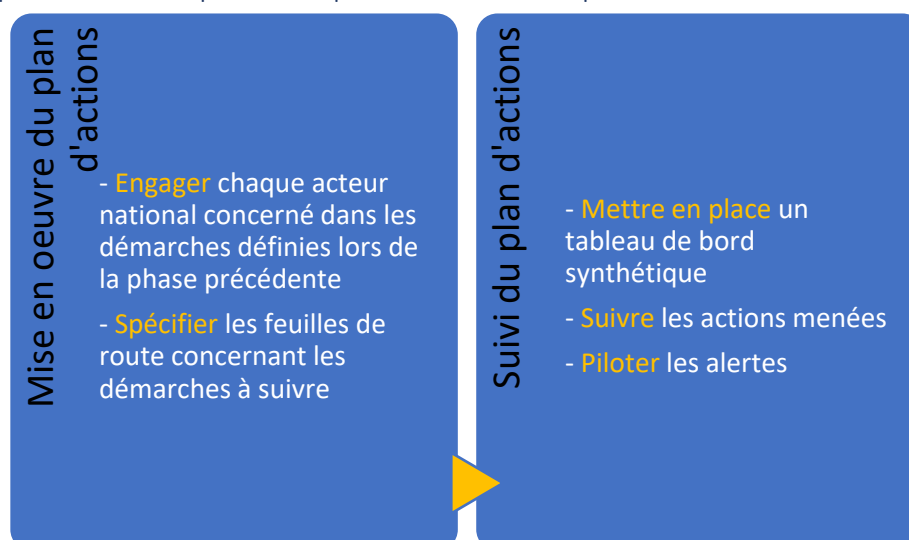 Mise en oeuvre du plan
d'actions
- Engager chaque acteur
national concerné dans les
démarches définies lors de
la phase précédente
- Spécifier les feuilles de
route concernant les
démarches à suivre
Suivi du plan d'actions
- Mettre en place un
tableau de bord
synthétique
- Suivre les actions menées
- Piloter les alertes